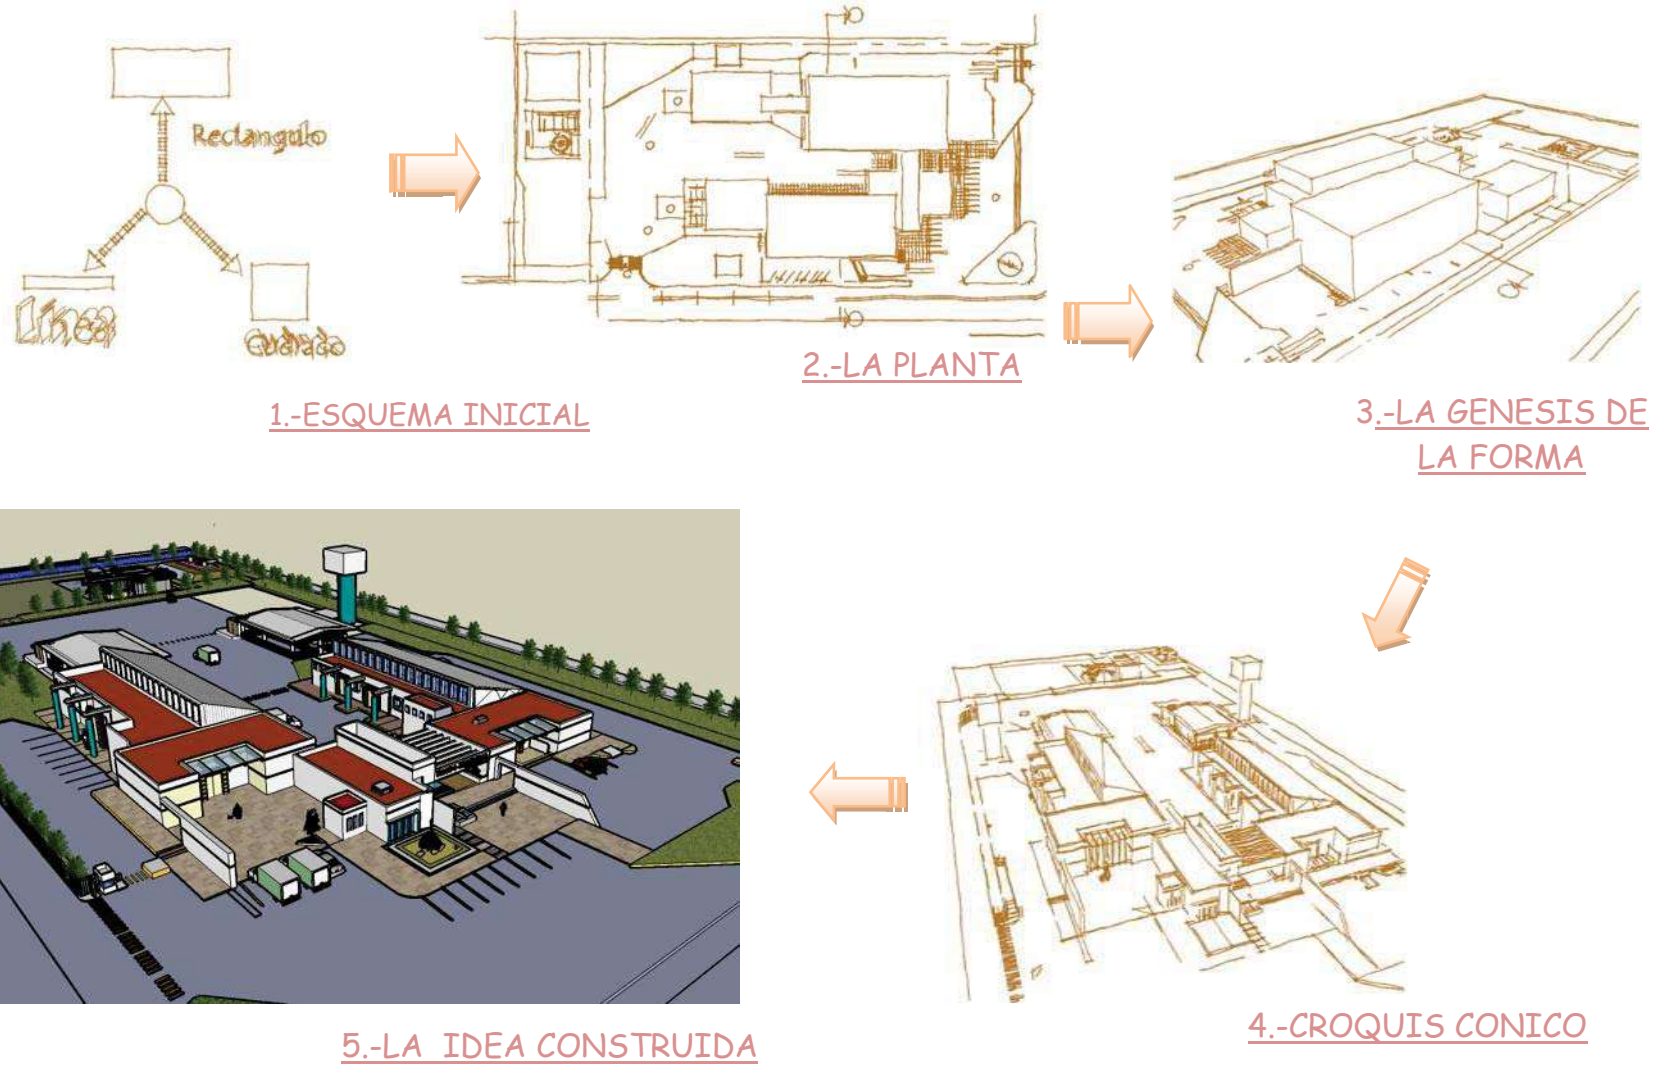 Rectangulo
Línea
Cuadrado
1.-ESQUEMA INICIAL
2.-LA PLANTA
3.-LA GENESIS DE
LA FORMA
4.-CROQUIS CONICO
5.-LA IDEA CONSTRUIDA